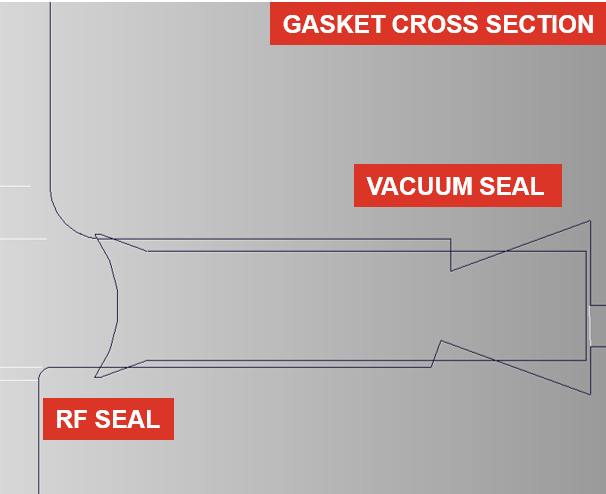 GASKET CROSS SECTION
VACUUM SEAL
RF SEAL